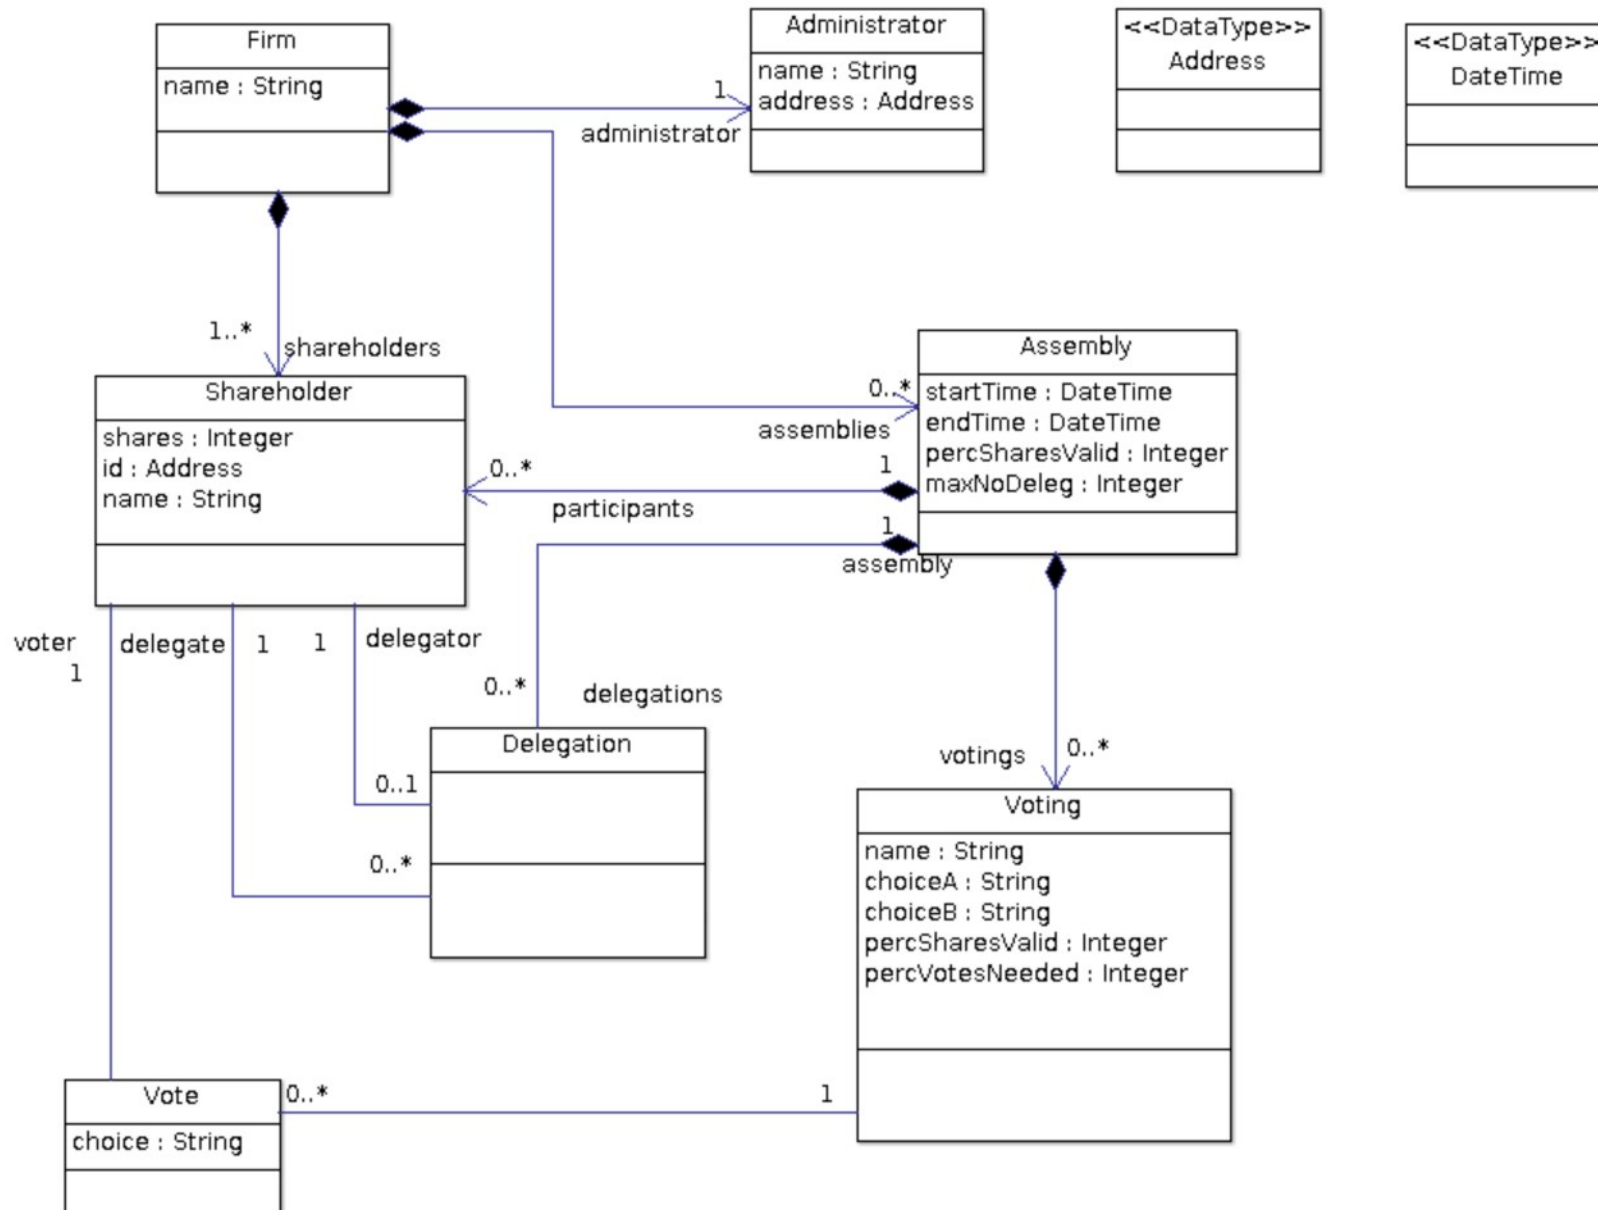 Firm
name : String
Administrator
name : String
address : Address
<<DataType>>
Address
<<DataType>>
DateTime
1
administrator
1..*
shareholders
Shareholder
shares : Integer
id : Address
name : String
Assembly
startTime : DateTime
endTime : DateTime
percSharesValid : Integer
maxNoDeleg : Integer
0..*
assemblies
1
0..*
participants
1
assembly
voter
1
delegate
1
1
delegator
0..*
delegations
Delegation
0..1
0..*
votings
0..*
Voting
name : String
choiceA : String
choiceB : String
percSharesValid : Integer
percVotesNeeded : Integer
Vote
choice : String
0..*
1